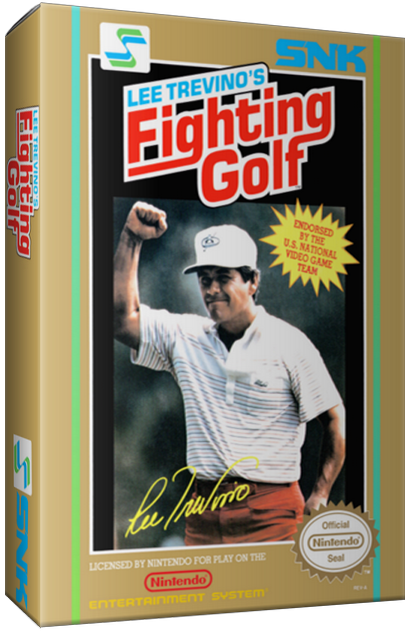 SNK
LEE TREVINO'S
Fighting
Golf
ENDORSED
BY THE
U.S. NATIONAL
VIDEO GAME
TEAM
Lee Trevino
Official
Nintendo
Seal
LICENSED BY NINTENDO FOR PLAY ON THE
Nintendo
ENTERTAINMENT SYSTEM
LEE TREVINO'S
Fighting
Golf
SNK